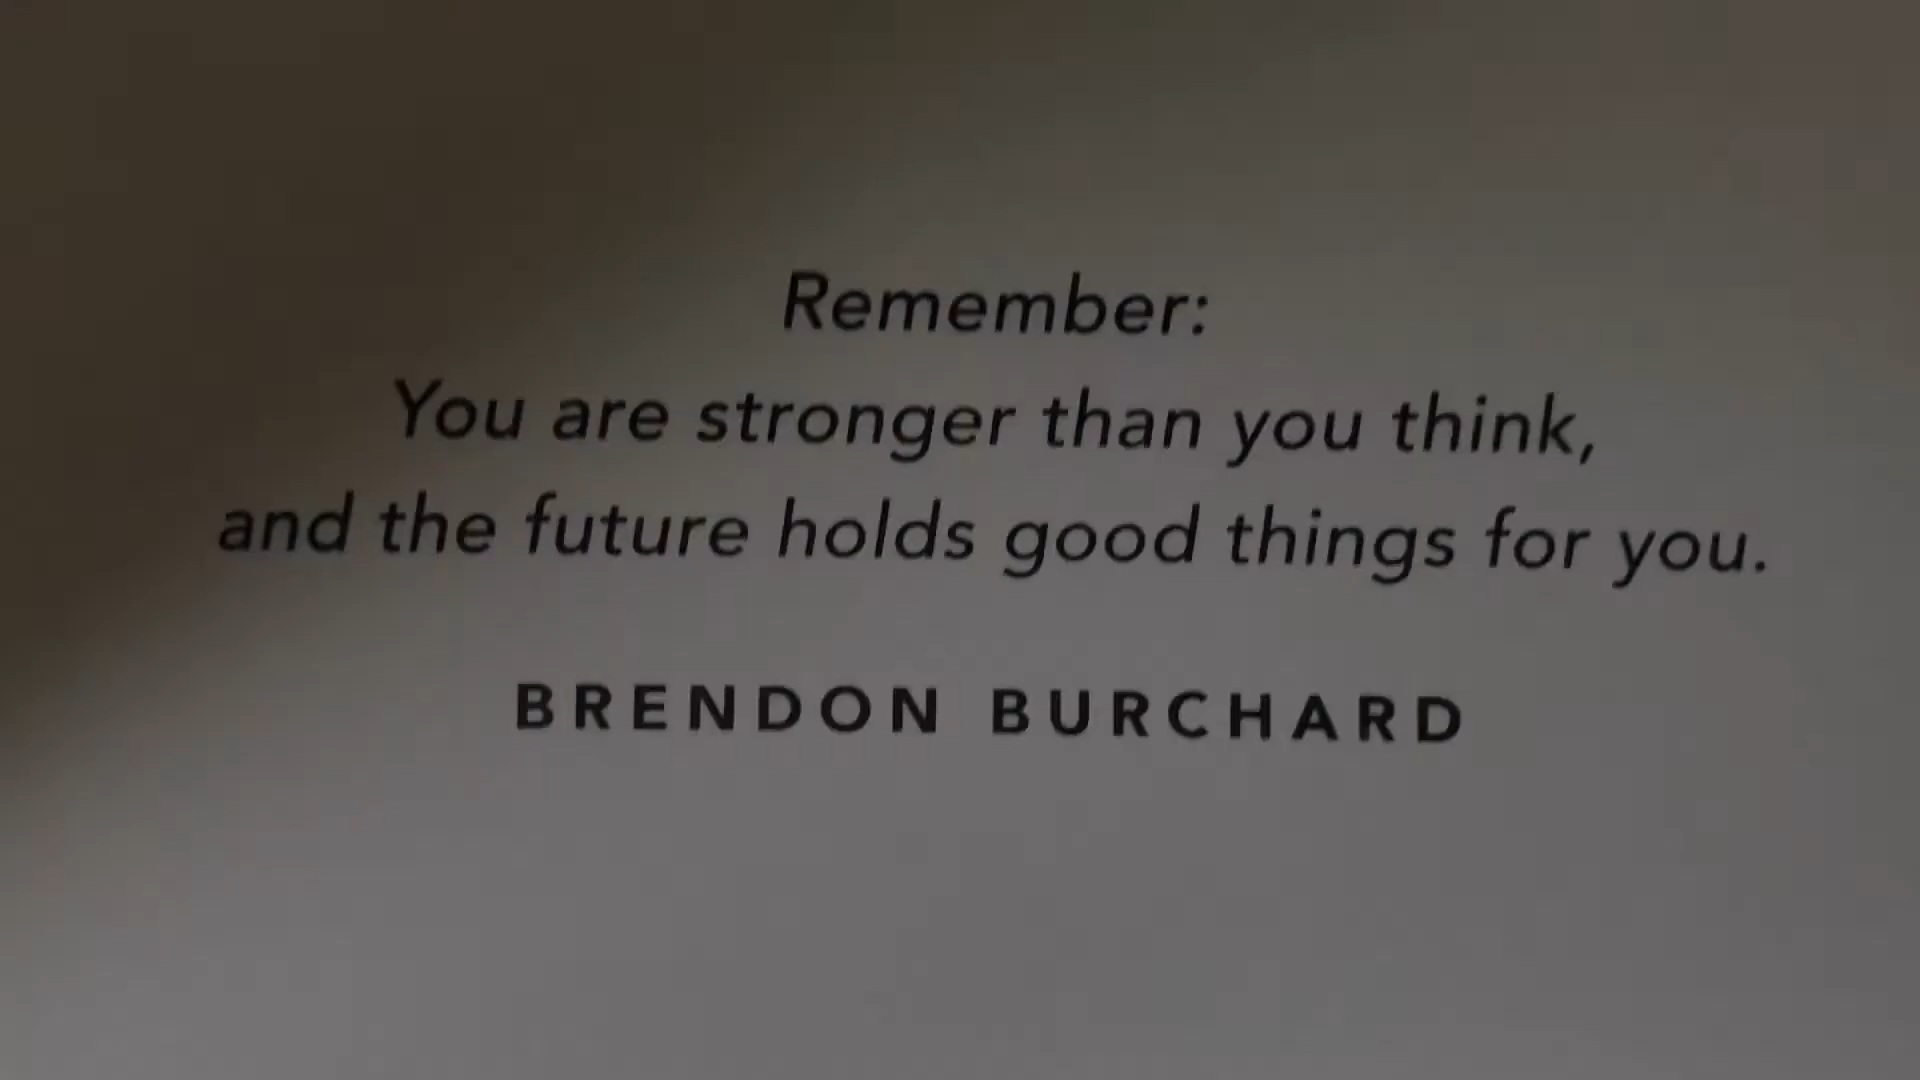 Remember:
You are stronger than you think,
and the future holds good things for you.
BRENDON BURCHARD